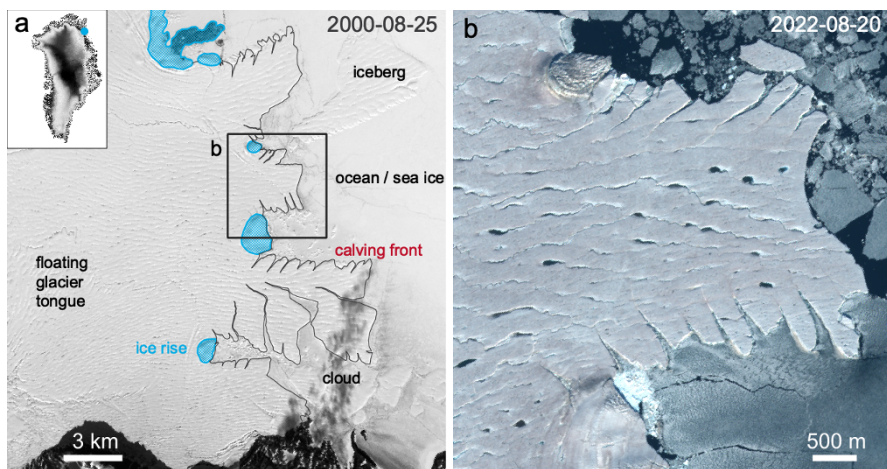 a
2000-08-25
iceberg
b
ocean / sea ice
calving front
floating
glacier
tongue
ice rise
cloud
3 km
b
2022-08-20
500 m